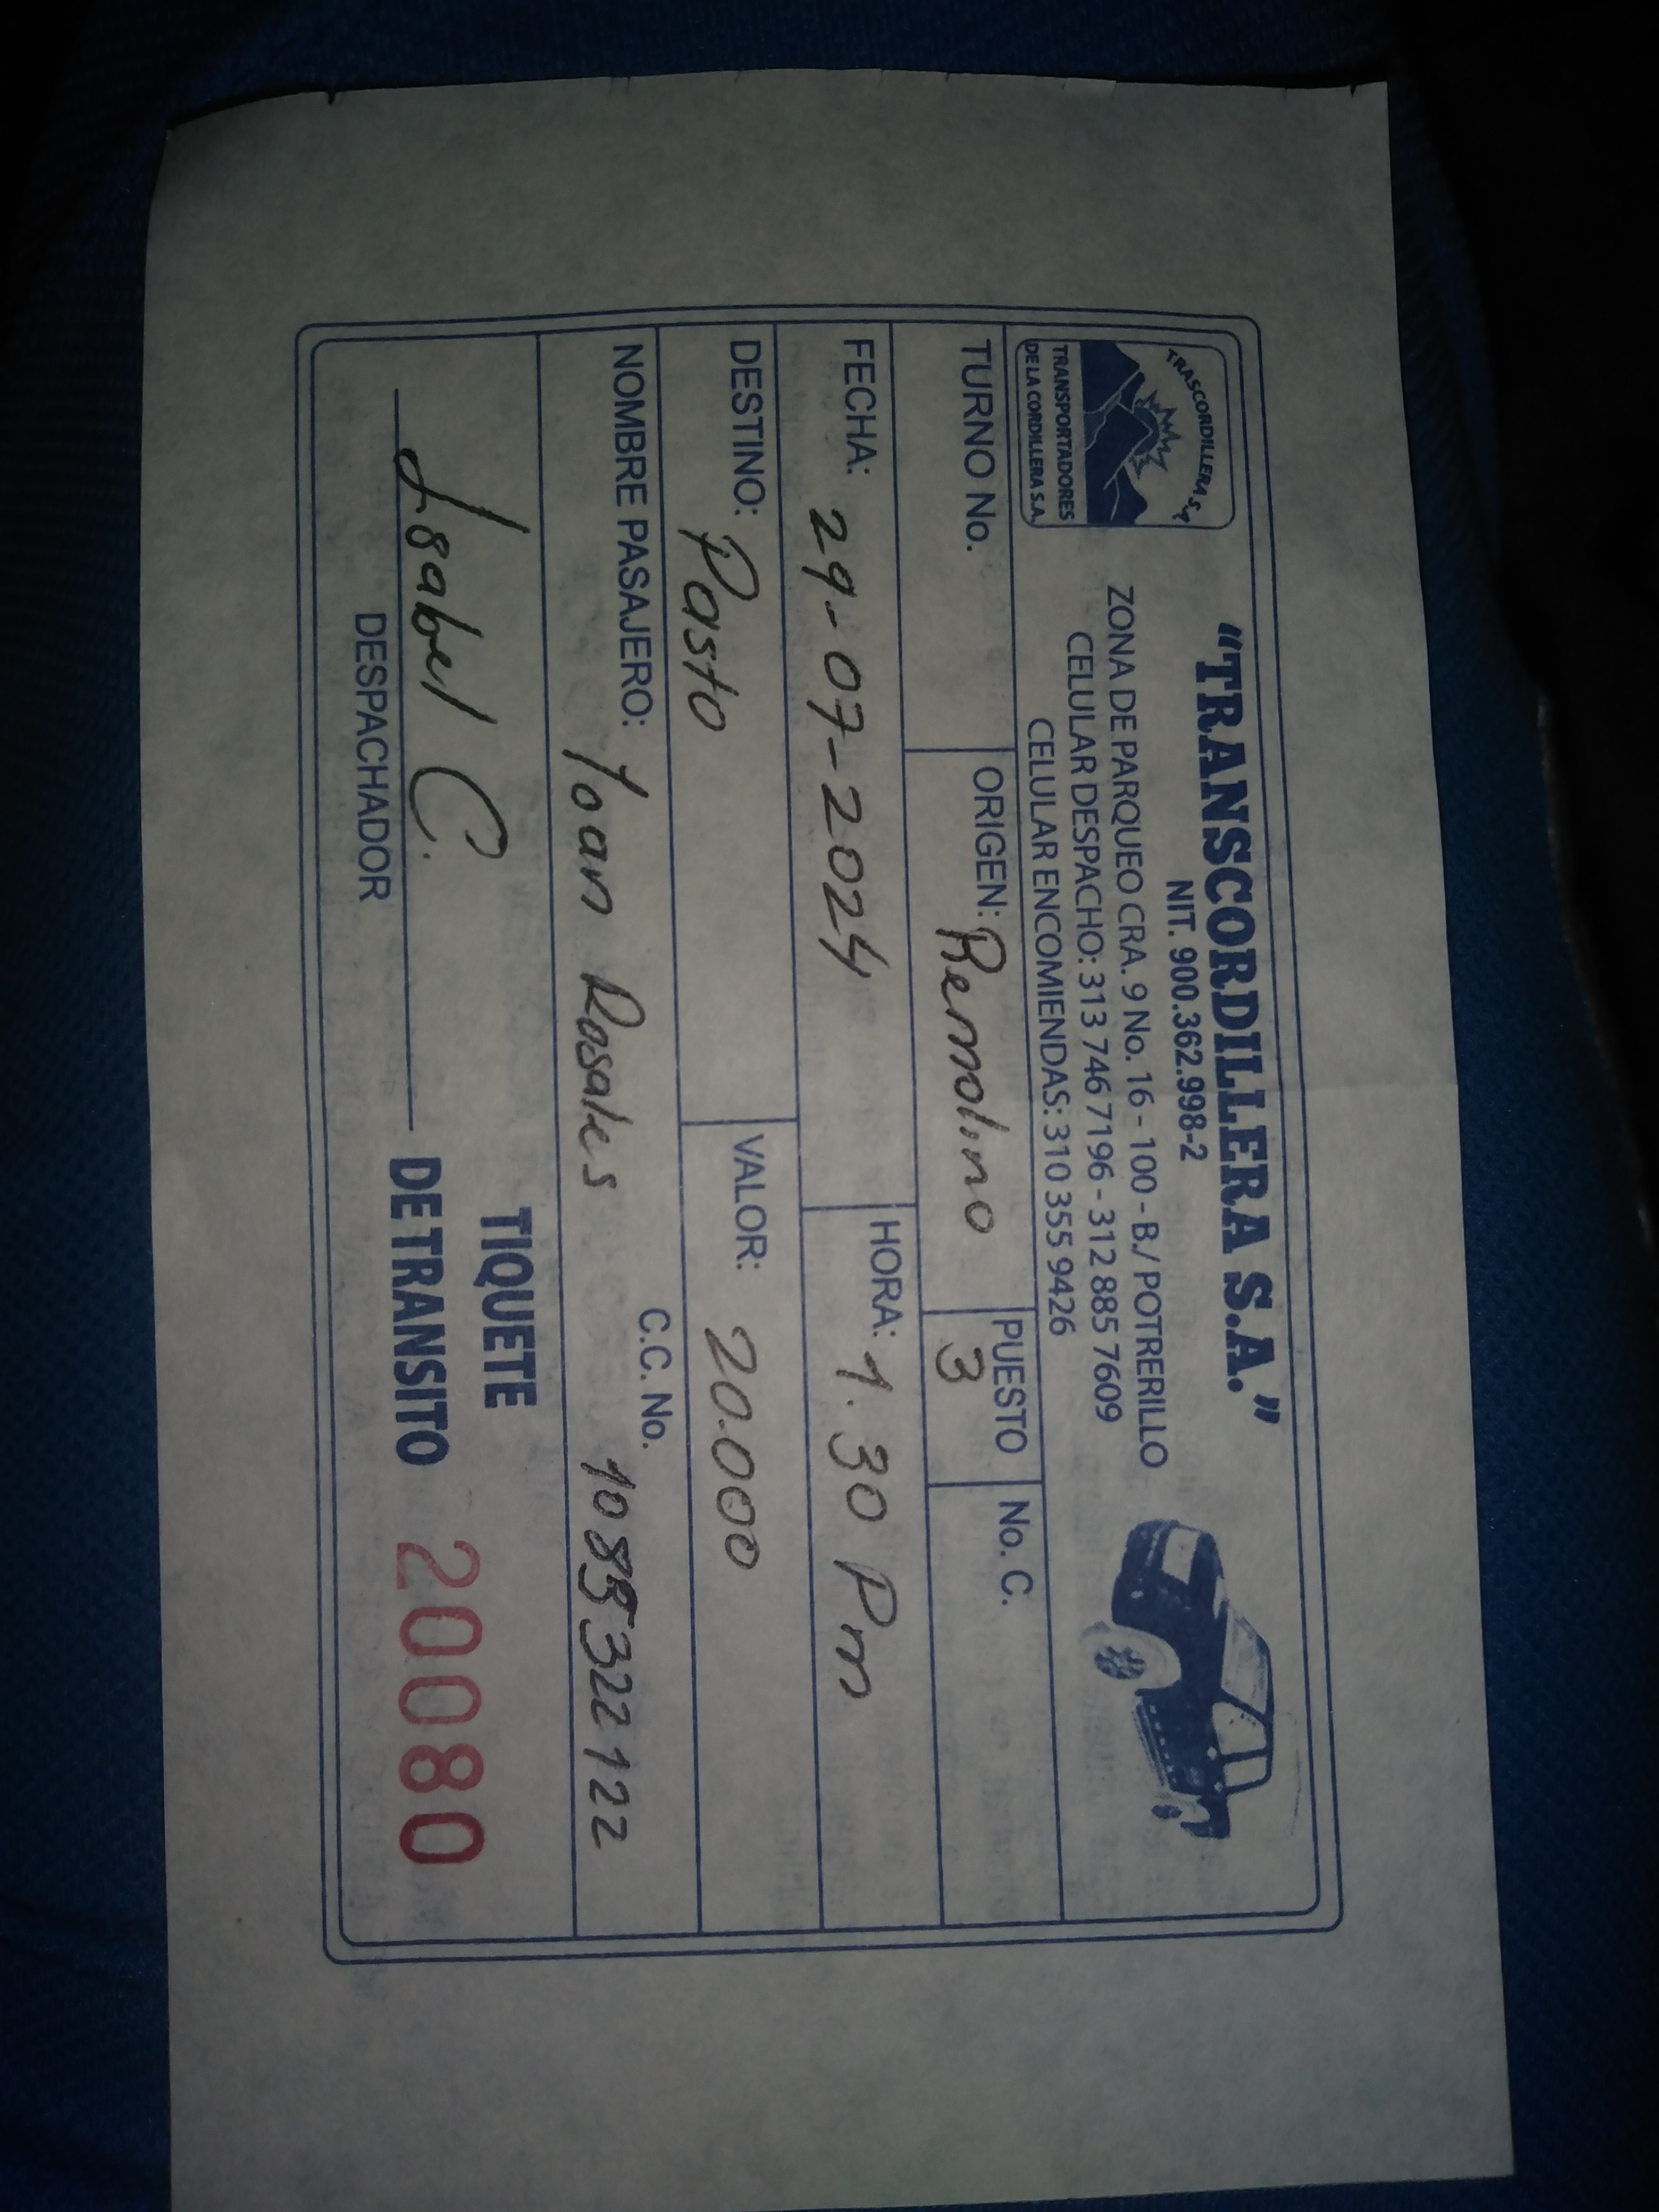 TRASCORDILLERA S.A.
TRANSPORTADORES
DE LA CORDILLERA S.A.
“TRANSCORDILLERA S.A.”
NIT. 900.362.998-2
ZONA DE PARQUEO CRA. 9 No. 16 - 100 - B./ POTRERILLO
CELULAR DESPACHO: 313 746 7196 - 312 885 7609
CELULAR ENCOMIENDAS: 310 355 9426
TURNO No. ORIGEN: Remolino PUESTO 3 No. C.
FECHA: 29-07-2024 HORA: 1.30 Pm
DESTINO: Pasto VALOR: 20.000
NOMBRE PASAJERO: Yoan Rosales C.C. No.
Isabel C.
DESPACHADOR
TIQUETE
DE TRANSITO 20080